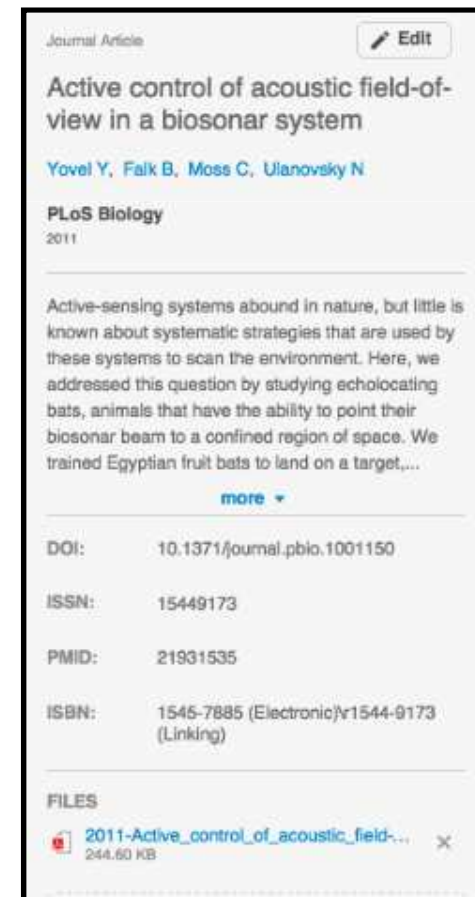 Journal Article
Edit
Active control of acoustic field-of-
view in a biosonar system
Yovel Y, Falk B, Moss C, Ulanovsky N
PLoS Biology
2011
Active-sensing systems abound in nature, but little is
known about systematic strategies that are used by
these systems to scan the environment. Here, we
addressed this question by studying echolocating
bats, animals that have the ability to point their
biosonar beam to a confined region of space. We
trained Egyptian fruit bats to land on a target,...
more
DOI: 10.1371/journal.pbio.1001150
ISSN: 15449173
PMID: 21931535
ISBN: 1545-7885 (Electronic)\r1544-9173
(Linking)
FILES
2011-Active_control_of_acoustic_field-...
244.60 KB